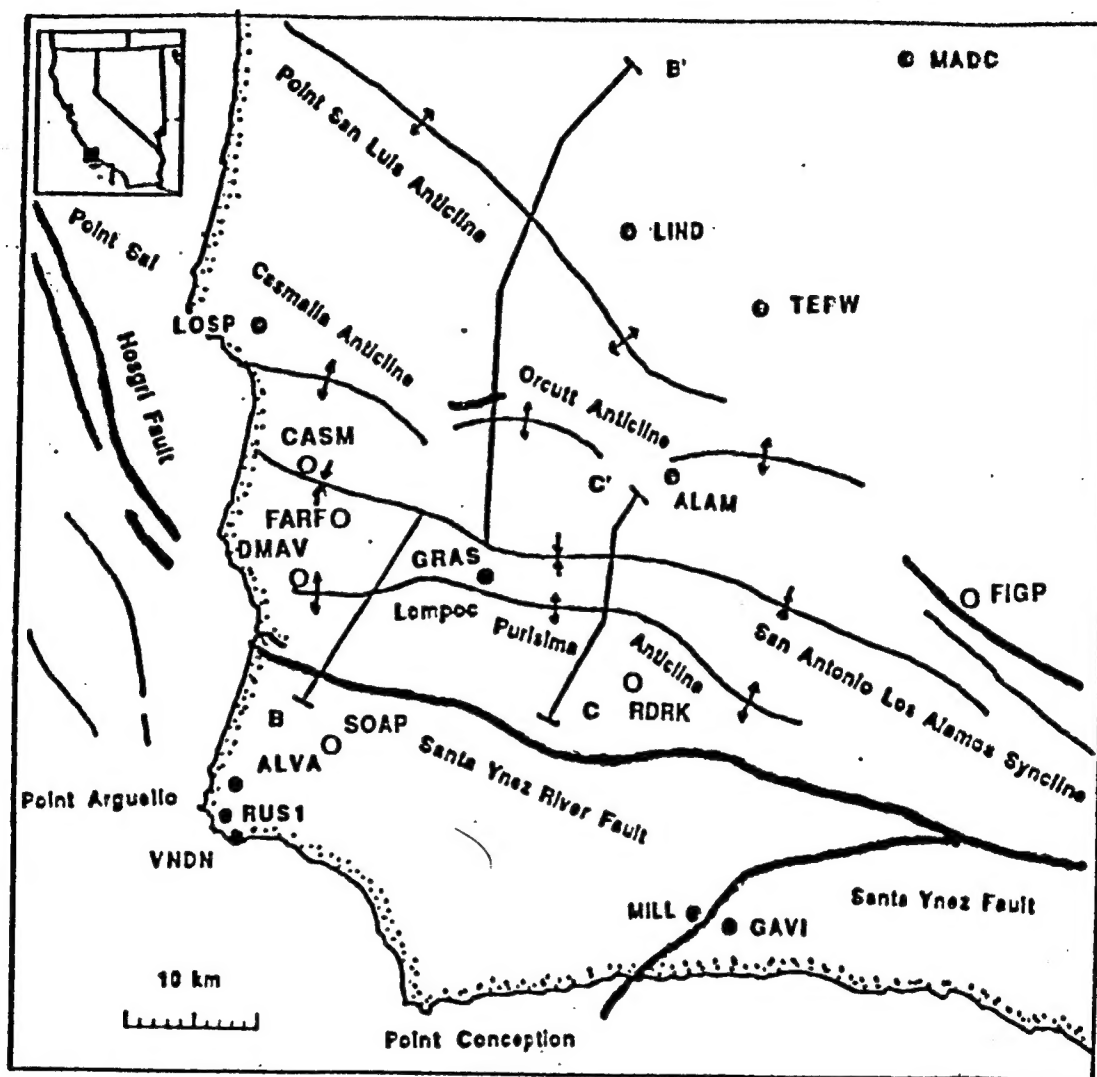 B'
MADC
Point San Luis Anticline
Point Sal
LIND
Casmalia Anticline
TEPW
LOSP
Hosgri Fault
Orcutt Anticline
CASM
C'
ALAM
FARF
DMAV
GRAS
FIGP
Lompoc Purisima Anticline
San Antonio Los Alamos Syncline
B
C
RDRK
SOAP
Santa Ynez River Fault
ALVA
Point Arguello
RUS1
VNDN
Santa Ynez Fault
MILL
GAVI
10 km
Point Conception